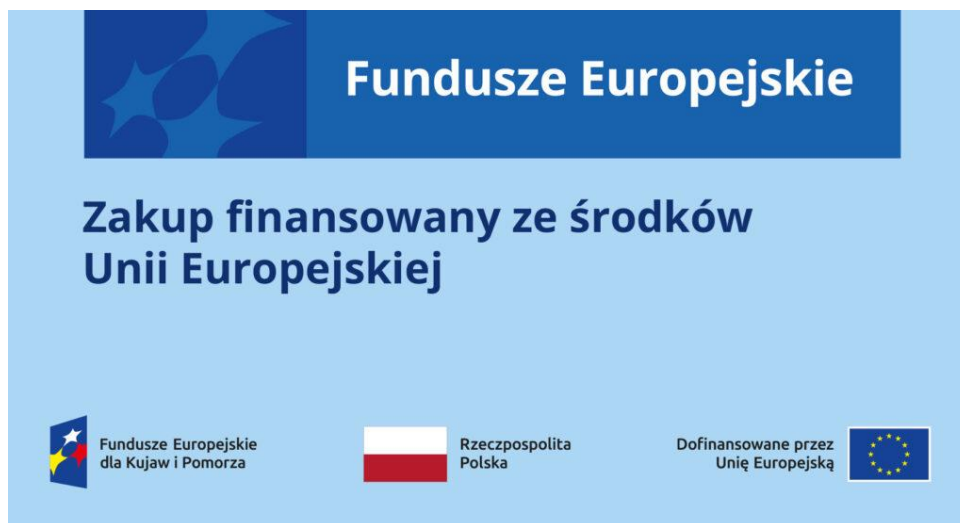 Fundusze Europejskie
Zakup finansowany ze środków
Unii Europejskiej
Fundusze Europejskie
dla Kujaw i Pomorza
Rzeczpospolita
Polska
Dofinansowane przez
Unię Europejską